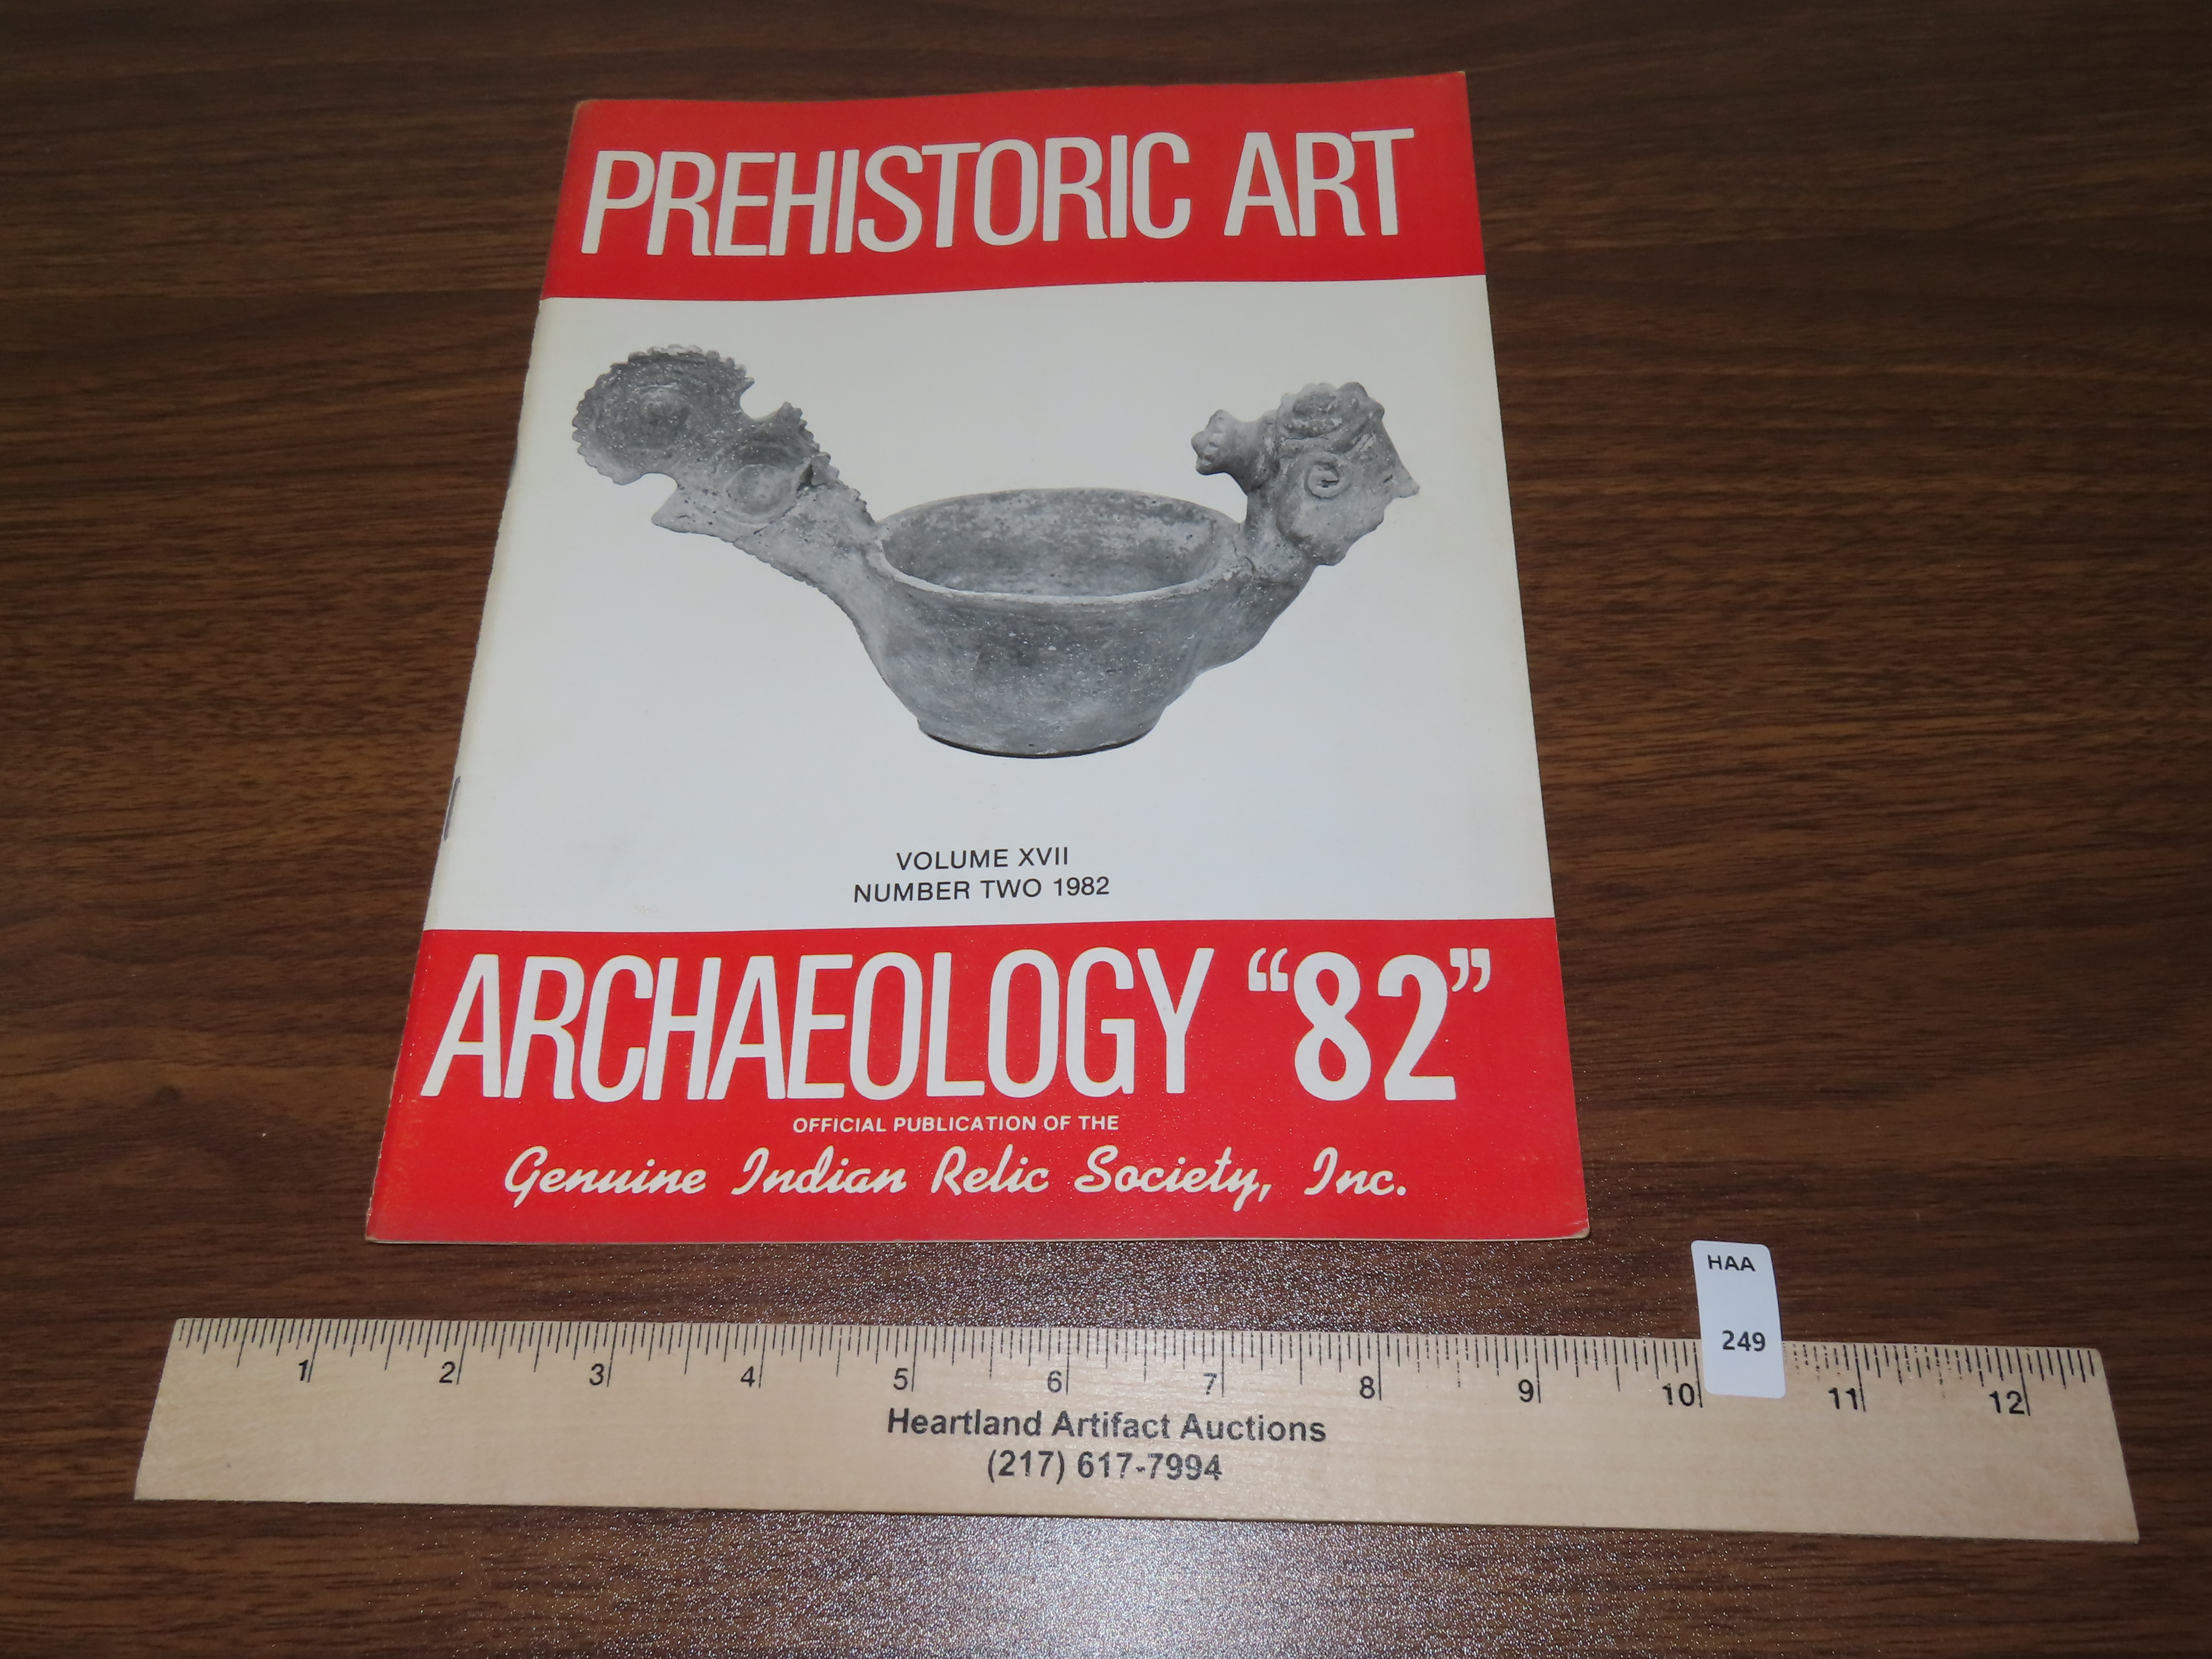 PREHISTORIC ART
VOLUME XVII
NUMBER TWO 1982
ARCHAEOLOGY “82”
OFFICIAL PUBLICATION OF THE
Genuine Indian Relic Society, Inc.
HAA
249
1 2 3 4 5 6 7 8 9 10 11 12
Heartland Artifact Auctions
(217) 617-7994